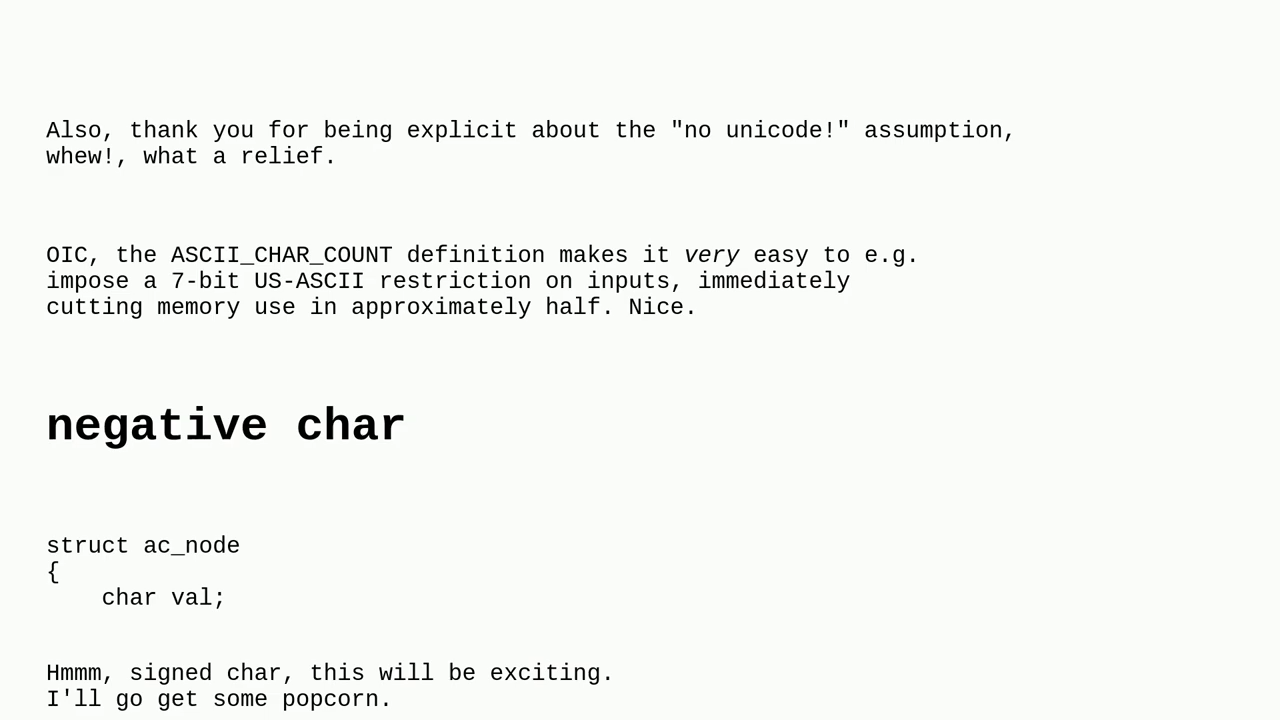 Also, thank you for being explicit about the "no unicode!" assumption,
whew!, what a relief.
OIC, the ASCII_CHAR_COUNT definition makes it very easy to e.g.
impose a 7-bit US-ASCII restriction on inputs, immediately
cutting memory use in approximately half. Nice.
negative char
struct ac_node
{
    char val;
Hmmm, signed char, this will be exciting.
I'll go get some popcorn.